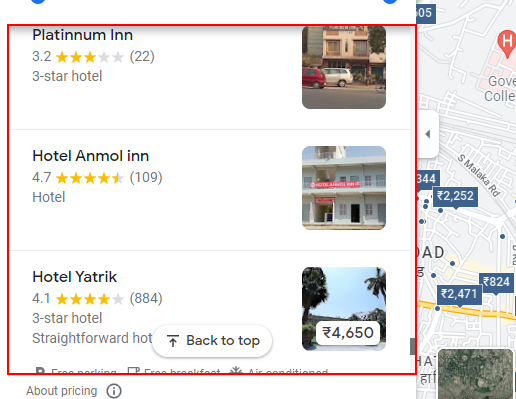 Platinnum Inn
3.2 (22)
3-star hotel
Hotel Anmol inn
4.7 (109)
Hotel
HOTEL ANMOL INN
Hotel Yatrik
4.1 (884)
3-star hotel
Straightforward hot
₹4,650
Back to top
Free parking Free breakfast Air-conditioned
About pricing
605
H
Gove
Colle
S Malaka Rd
344
₹2,252
OAD
₹824
₹2,471
HAT